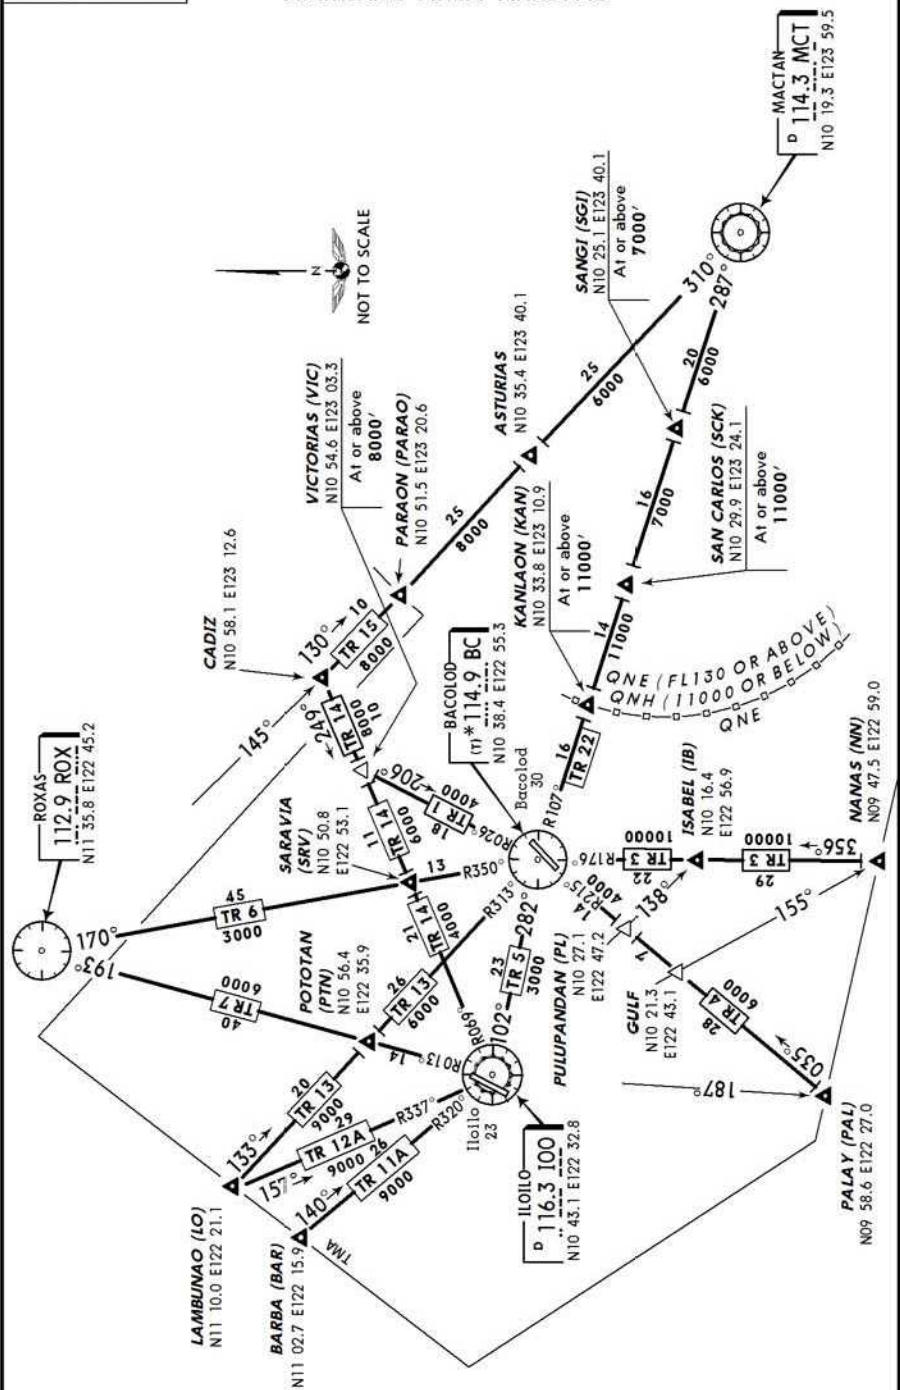 ROXAS
112.9 ROX
N11 35.8 E122 45.2
CADIZ
N10 58.1 E123 12.6
N
NOT TO SCALE
VICTORIAS (VIC)
N10 54.6 E123 03.3
At or above
8000'
PARAON (PARAO)
N10 51.5 E123 20.6
ASTURIAS
N10 35.4 E123 40.1
SANGI (SGI)
N10 25.1 E123 40.1
At or above
7000'
MACTAN
D 114.3 MCT
N10 19.3 E123 59.5
LAMBUNAO (LO)
N11 10.0 E122 21.1
BARBA (BAR)
N11 02.7 E122 15.9
TMA
POTOTAN
(PTN)
N10 56.4
E122 35.9
SARAVIA
(SRV)
N10 50.8
E122 53.1
BACOLOD
(T) *114.9 BC
N10 38.4 E122 55.3
Bacolod
30
KANLAON (KAN)
N10 33.8 E123 10.9
At or above
11000'
SAN CARLOS (SCK)
N10 29.9 E123 24.1
At or above
11000'
QNE (FL130 OR ABOVE)
QNH (11000 OR BELOW)
QNE
ILOILO
D 116.3 IOO
N10 43.1 E122 32.8
Iloilo
23
PULUPANDAN (PL)
N10 27.1
E122 47.2
GULF
N10 21.3
E122 43.1
ISABEL (IB)
N10 16.4
E122 56.9
NANAS (NN)
N09 47.5 E122 59.0
PALAY (PAL)
N09 58.6 E122 27.0
193°
170°
40
TR 7
6000
45
TR 6
3000
145°
249°
130°
10
TR 15
8000
TR 14
10
8000
25
8000
25
6000
310°
287°
20
6000
16
7000
14
11000
16
TR 22
R107°
206°
18
TR 1
4000
R026°
11
TR 14
6000
13
R350°
21
TR 14
4000
R069°
133°
20
TR 13
9000
26
TR 13
6000
R313°
14
R013°
157°
29
TR 12A
9000
R337°
140°
26
TR 11A
9000
R320°
102°
23
TR 5
3000
282°
R215°
14
4000
7
138°
155°
28
TR 4
6000
035°
187°
R176°
22
TR 3
10000
29
TR 3
10000
356°